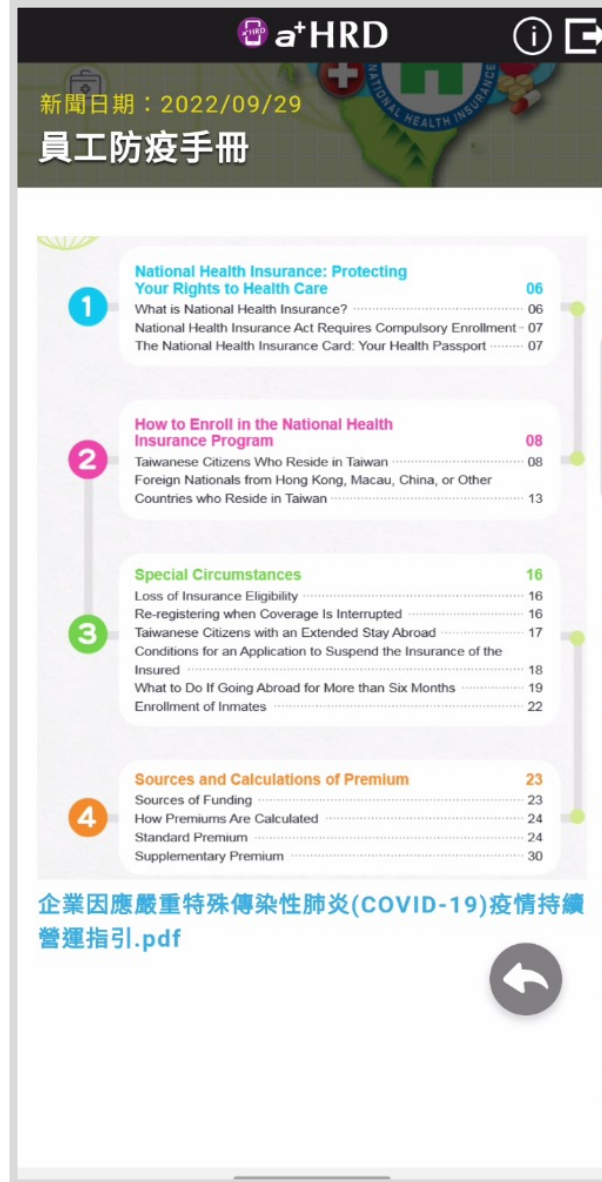 a+HRD
新聞日期：2022/09/29
員工防疫手冊
NATIONAL HEALTH INSURANCE
1
National Health Insurance: Protecting
Your Rights to Health Care 06
What is National Health Insurance? 06
National Health Insurance Act Requires Compulsory Enrollment 07
The National Health Insurance Card: Your Health Passport 07
2
How to Enroll in the National Health
Insurance Program 08
Taiwanese Citizens Who Reside in Taiwan 08
Foreign Nationals from Hong Kong, Macau, China, or Other
Countries who Reside in Taiwan 13
3
Special Circumstances 16
Loss of Insurance Eligibility 16
Re-registering when Coverage Is Interrupted 16
Taiwanese Citizens with an Extended Stay Abroad 17
Conditions for an Application to Suspend the Insurance of the
Insured 18
What to Do If Going Abroad for More than Six Months 19
Enrollment of Inmates 22
4
Sources and Calculations of Premium 23
Sources of Funding 23
How Premiums Are Calculated 24
Standard Premium 24
Supplementary Premium 30
企業因應嚴重特殊傳染性肺炎(COVID-19)疫情持續
營運指引.pdf